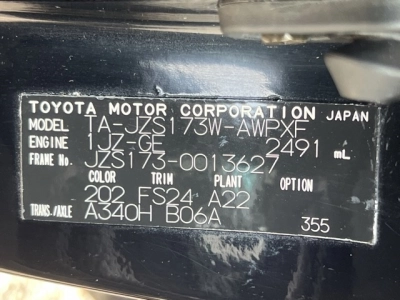 TOYOTA MOTOR CORPORATION JAPAN
MODEL TA-JZS173W-AWPXF
ENGINE 1JZ-GE 2491 mL
FRAME No. JZS173-0013627
COLOR TRIM PLANT OPTION
202 FS24 A22
TRANS./AXLE A340H B06A
355